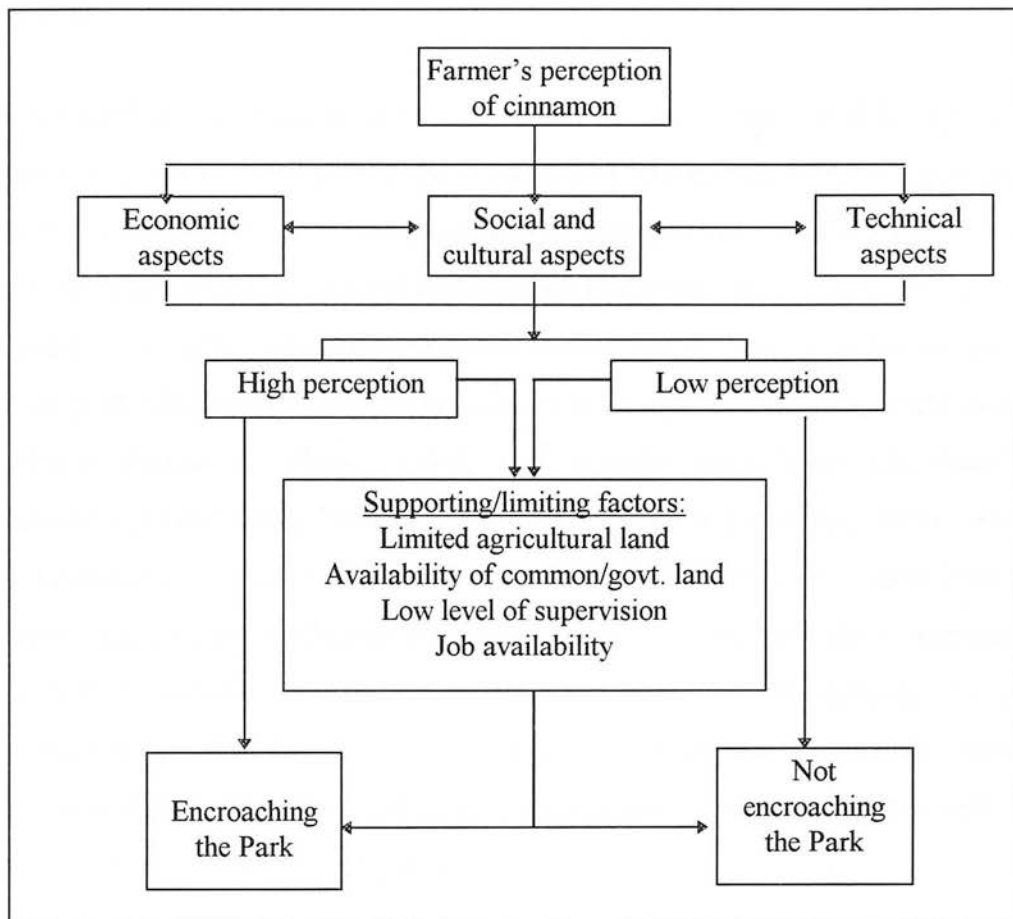 Farmer's perception
of cinnamon
Economic
aspects
Social and
cultural aspects
Technical
aspects
High perception
Low perception
Supporting/limiting factors:
Limited agricultural land
Availability of common/govt. land
Low level of supervision
Job availability
Encroaching
the Park
Not
encroaching
the Park